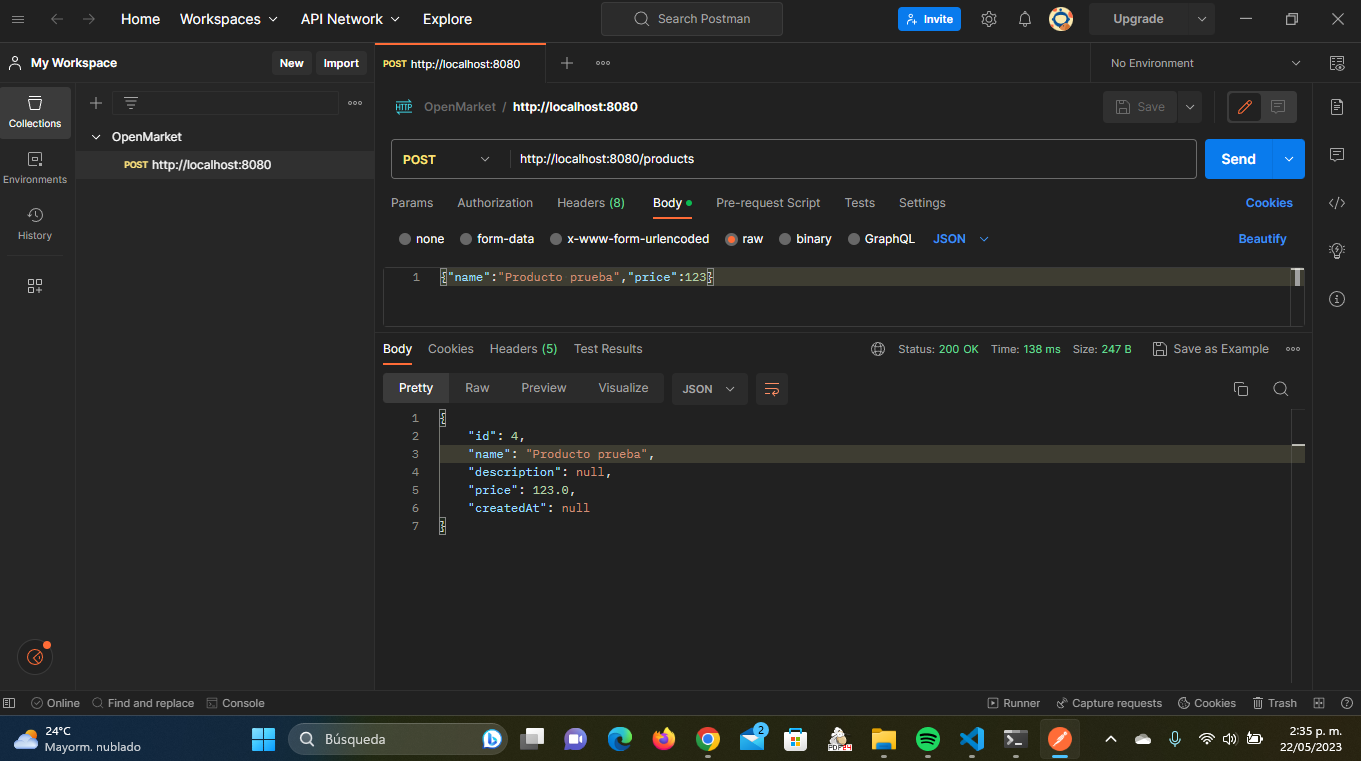 Home Workspaces API Network Explore Search Postman Invite Upgrade
My Workspace New Import POST http://localhost:8080 No Environment
Collections
Environments
History
OpenMarket
POST http://localhost:8080
HTTP OpenMarket / http://localhost:8080 Save
POST http://localhost:8080/products Send
Params Authorization Headers (8) Body Pre-request Script Tests Settings Cookies
none form-data x-www-form-urlencoded raw binary GraphQL JSON Beautify
1 {"name":"Producto prueba","price":123}
Body Cookies Headers (5) Test Results Status: 200 OK Time: 138 ms Size: 247 B Save as Example
Pretty Raw Preview Visualize JSON
1 {
2 "id": 4,
3 "name": "Producto prueba",
4 "description": null,
5 "price": 123.0,
6 "createdAt": null
7 }
Online Find and replace Console Runner Capture requests Cookies Trash
24°C
Mayorm. nublado
Búsqueda
2
2:35 p. m.
22/05/2023